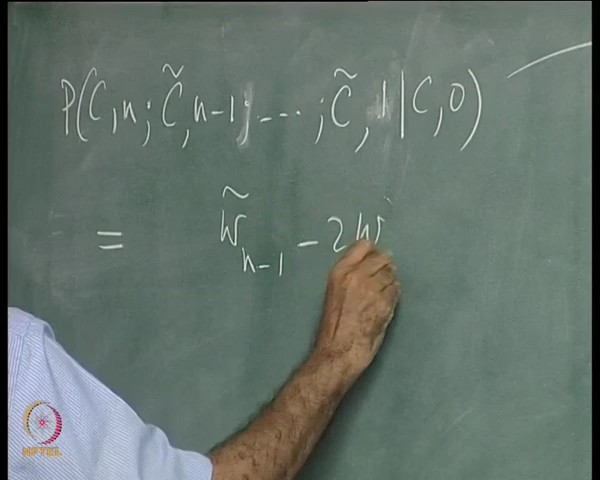 P(C,n; C̃,n-1; ....; C̃,1|C,0)
= W̃ₙ₋₁ - 2W
NPTEL